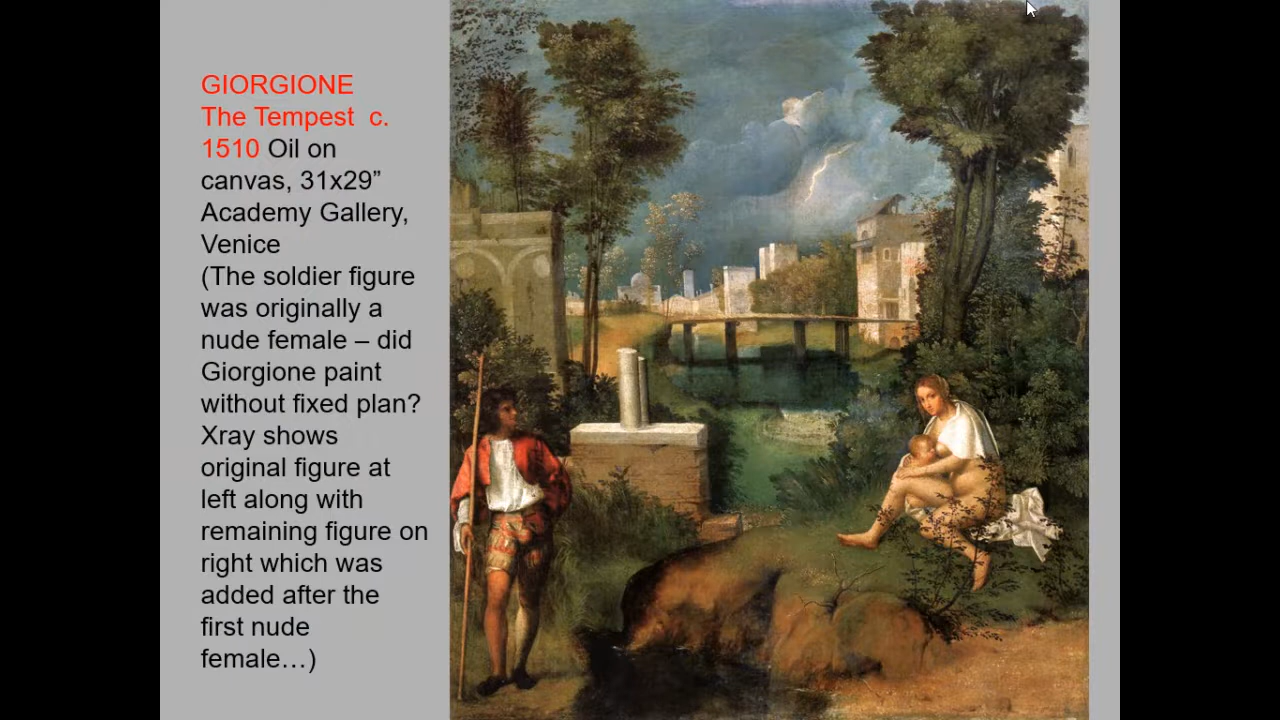 GIORGIONE
The Tempest  c.
1510 Oil on
canvas, 31x29”
Academy Gallery,
Venice
(The soldier figure
was originally a
nude female – did
Giorgione paint
without fixed plan?
Xray shows
original figure at
left along with
remaining figure on
right which was
added after the
first nude
female…)